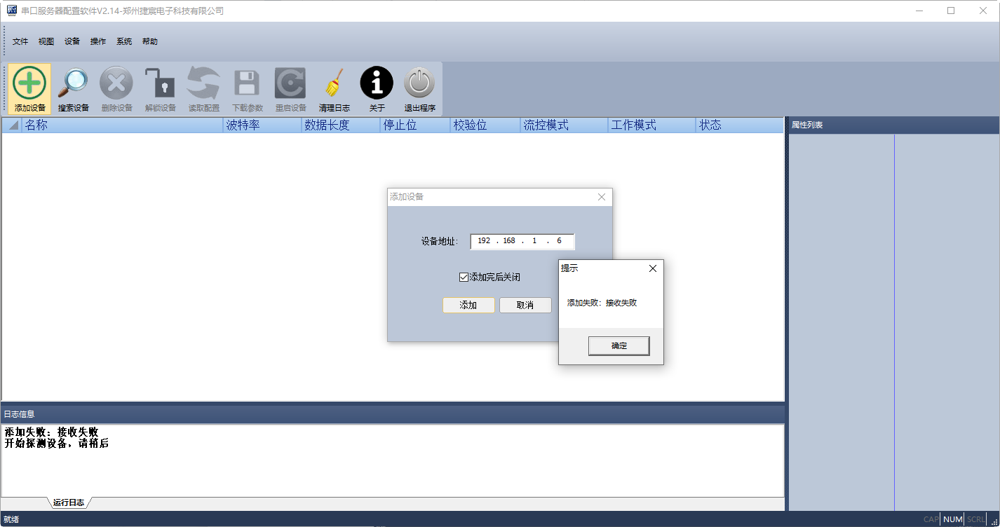 串口服务器配置软件V2.14-郑州捷宸电子科技有限公司
文件 视图 设备 操作 系统 帮助
添加设备 搜索设备 删除设备 解锁设备 读取配置 下载参数 重启设备 清理日志 关于 退出程序
名称 波特率 数据长度 停止位 校验位 流控模式 工作模式 状态
属性列表
添加设备
设备地址: 192 . 168 . 1 . 6
添加完后关闭
添加 取消
提示
添加失败：接收失败
确定
日志信息
添加失败：接收失败
开始探测设备，请稍后
运行日志
就绪
CAP NUM SCRL